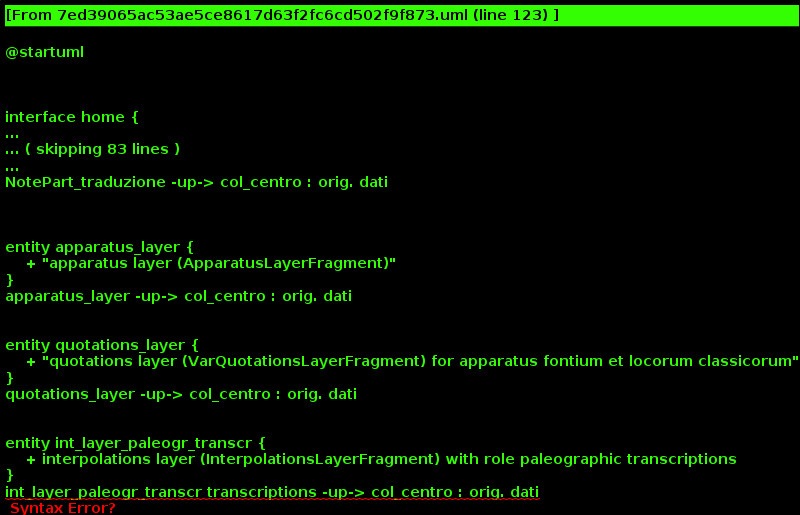 [From 7ed39065ac53ae5ce8617d63f2fc6cd502f9f873.uml (line 123) ]
@startuml
interface home {
...
... ( skipping 83 lines )
...
NotePart_traduzione -up-> col_centro : orig. dati
entity apparatus_layer {
+ "apparatus layer (ApparatusLayerFragment)"
}
apparatus_layer -up-> col_centro : orig. dati
entity quotations_layer {
+ "quotations layer (VarQuotationsLayerFragment) for apparatus fontium et locorum classicorum"
}
quotations_layer -up-> col_centro : orig. dati
entity int_layer_paleogr_transcr {
+ interpolations layer (InterpolationsLayerFragment) with role paleographic transcriptions
}
int_layer_paleogr_transcr transcriptions -up-> col_centro : orig. dati
Syntax Error?